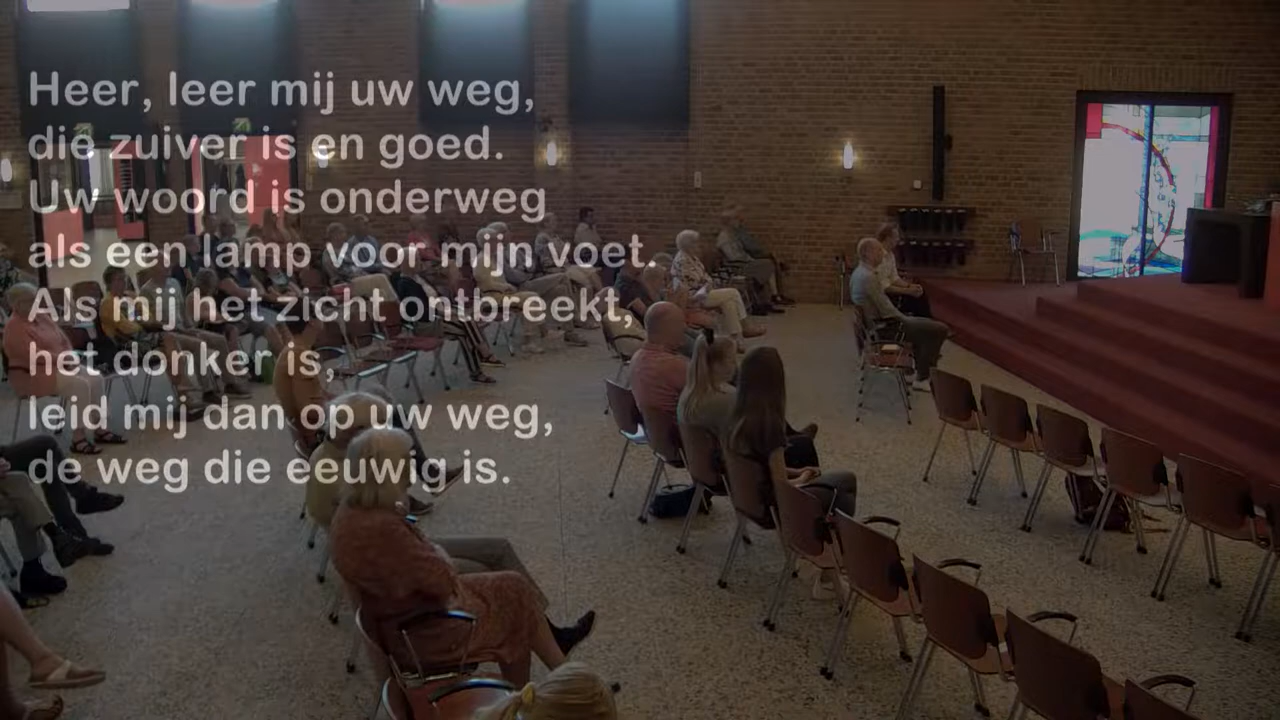 Heer, leer mij uw weg,
die zuiver is en goed.
Uw woord is onderweg
als een lamp voor mijn voet.
Als mij het zicht ontbreekt,
het donker is,
leid mij dan op uw weg,
de weg die eeuwig is.